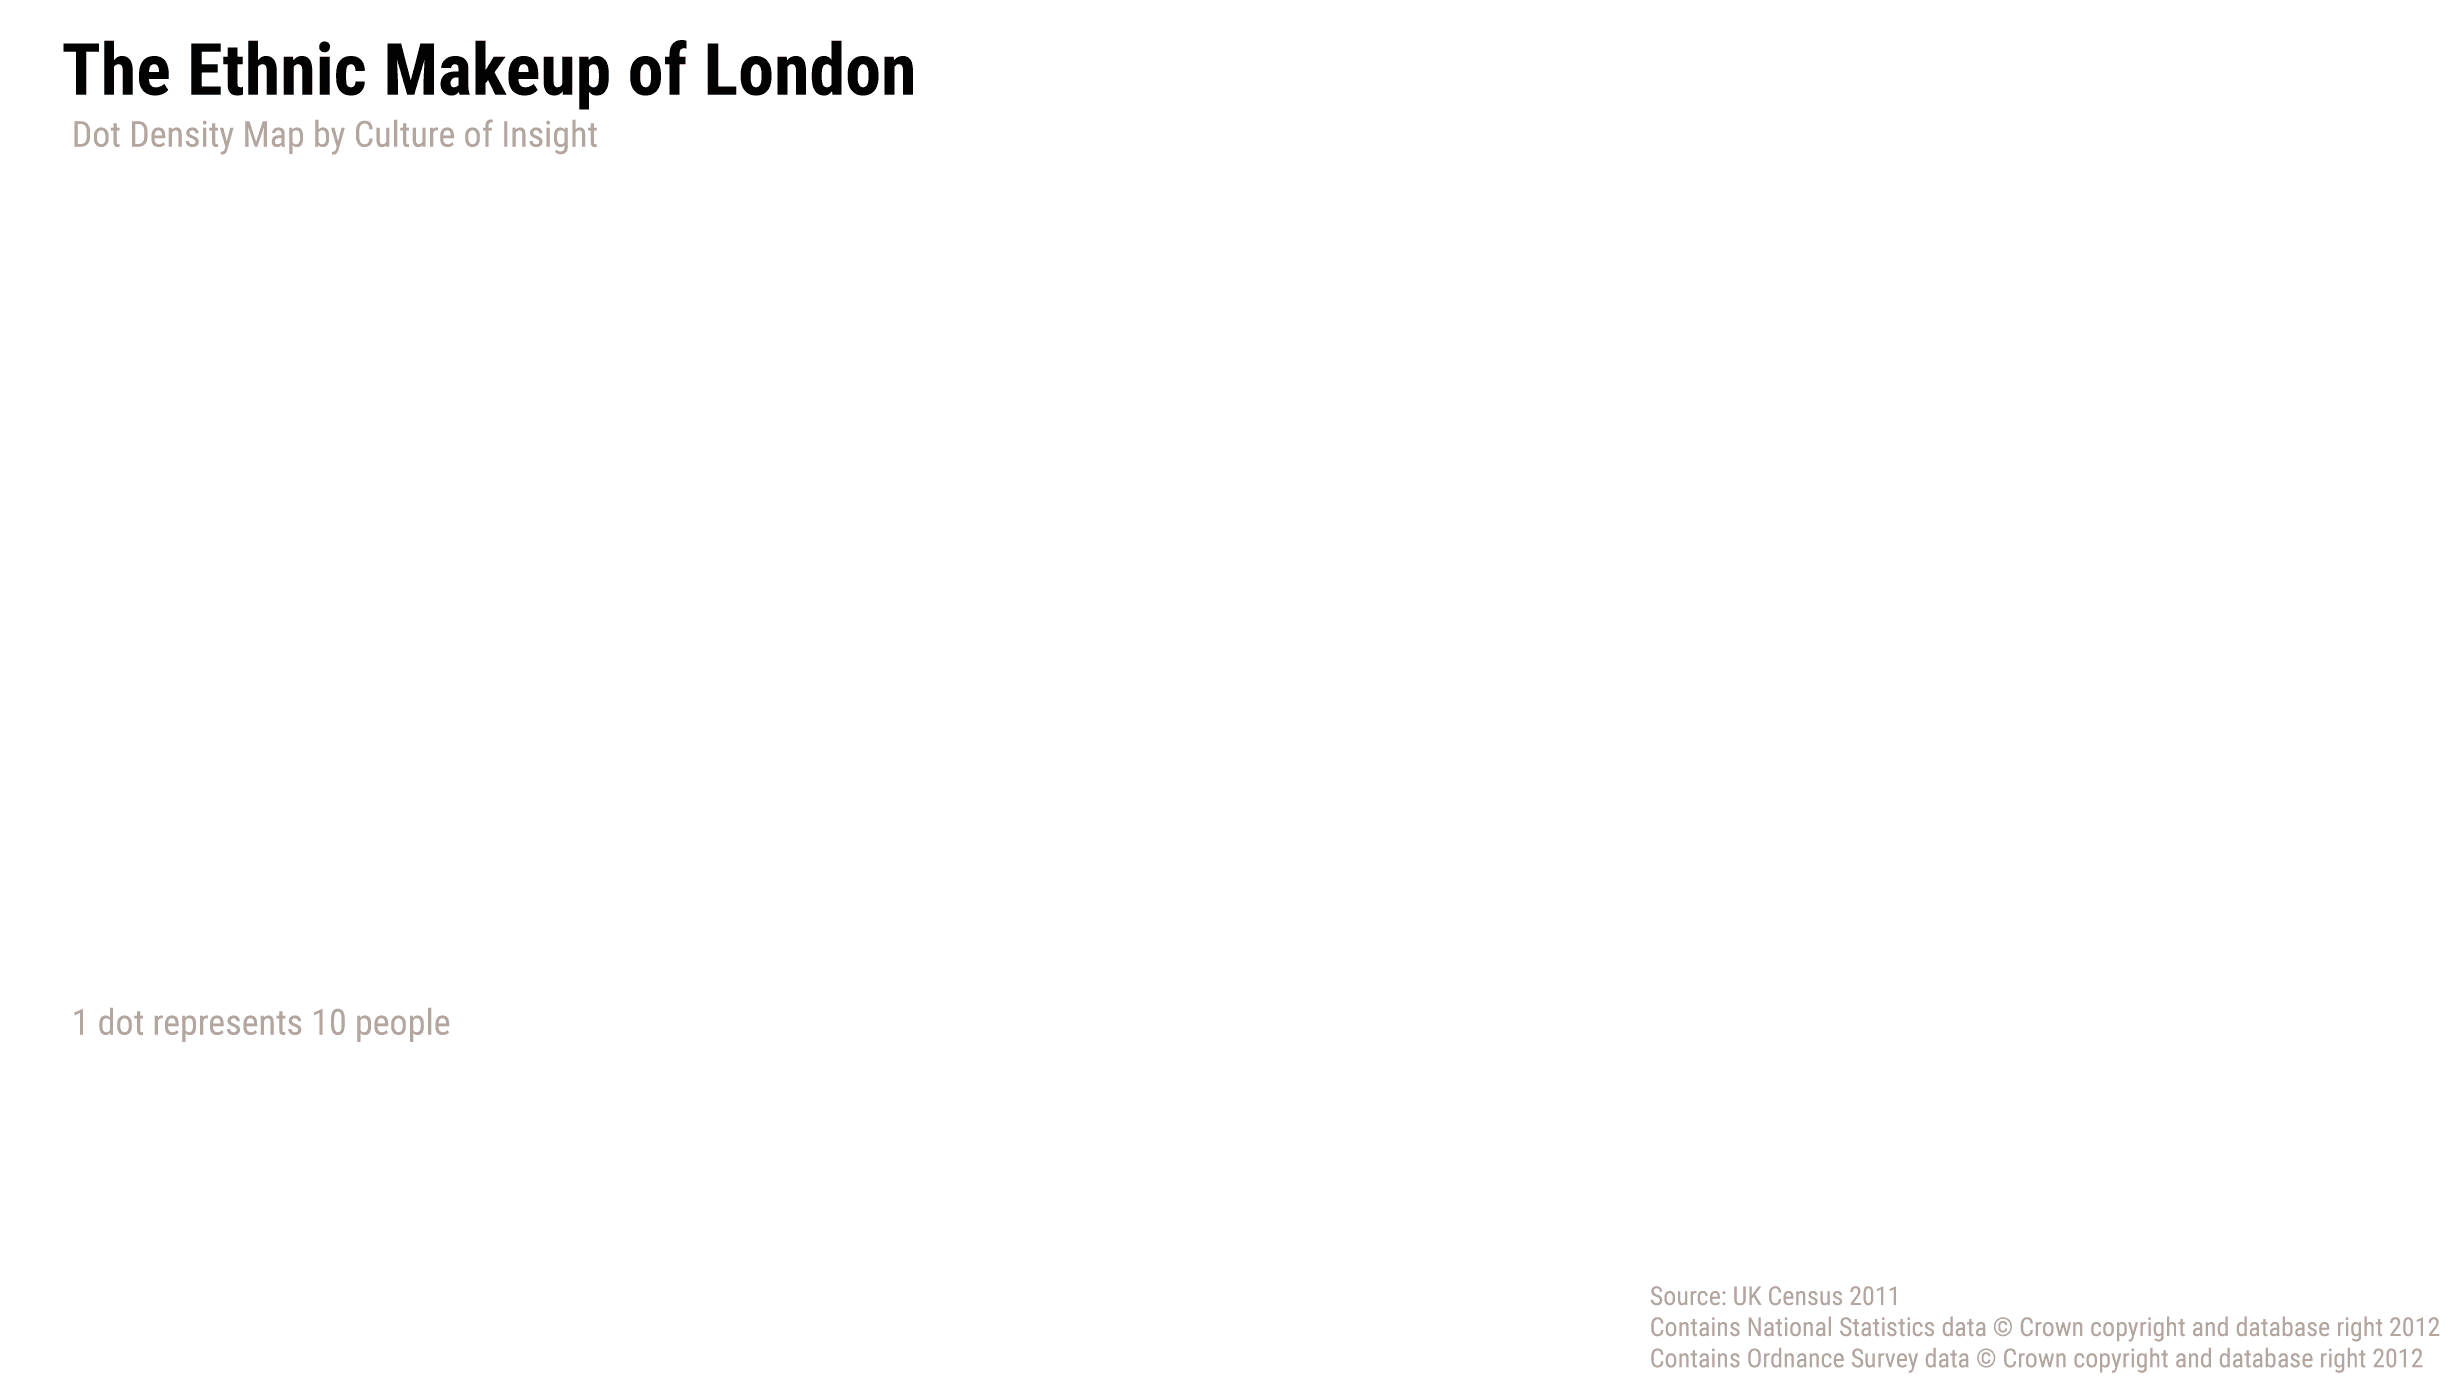 The Ethnic Makeup of London
Dot Density Map by Culture of Insight
1 dot represents 10 people
Source: UK Census 2011
Contains National Statistics data © Crown copyright and database right 2012
Contains Ordnance Survey data © Crown copyright and database right 2012